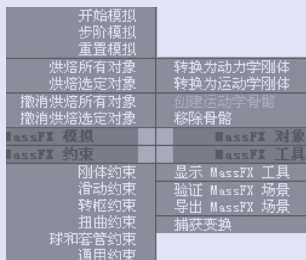 开始模拟
步阶模拟
重置模拟
烘焙所有对象
烘焙选定对象
撤消烘焙所有对象
撤消烘焙选定对象
转换为动力学刚体
转换为运动学刚体
创建运动学骨骼
移除骨骼
MassFX 模拟
MassFX 对象
MassFX 约束
MassFX 工具
刚体约束
滑动约束
转枢约束
扭曲约束
球和套管约束
通用约束
显示 MassFX 工具
验证 MassFX 场景
导出 MassFX 场景
捕获变换